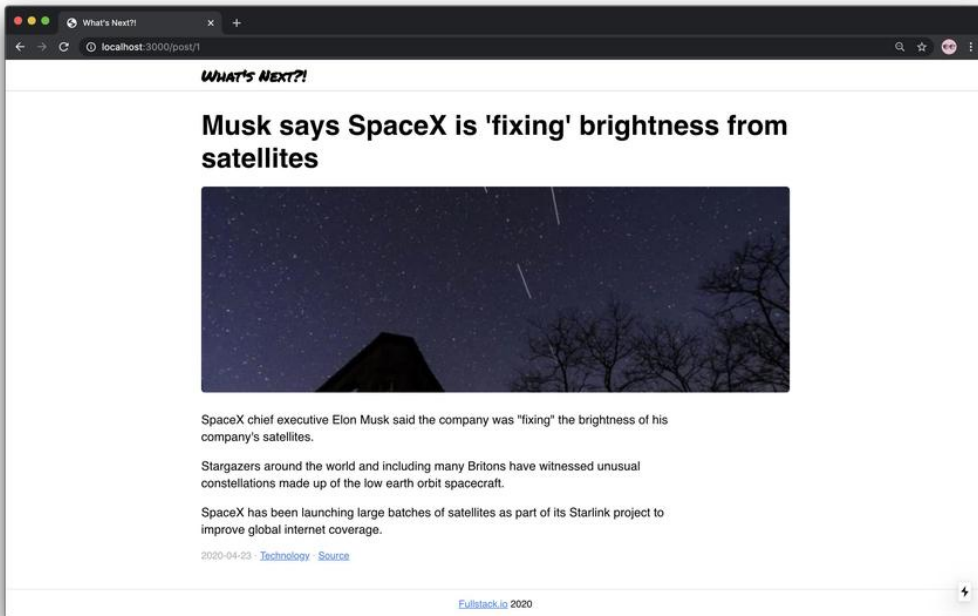 What's Next?!
localhost:3000/post/1
WHAT'S NEXT?!
Musk says SpaceX is 'fixing' brightness from
satellites
SpaceX chief executive Elon Musk said the company was "fixing" the brightness of his
company's satellites.
Stargazers around the world and including many Britons have witnessed unusual
constellations made up of the low earth orbit spacecraft.
SpaceX has been launching large batches of satellites as part of its Starlink project to
improve global internet coverage.
2020-04-23 · Technology · Source
Fullstack.io 2020